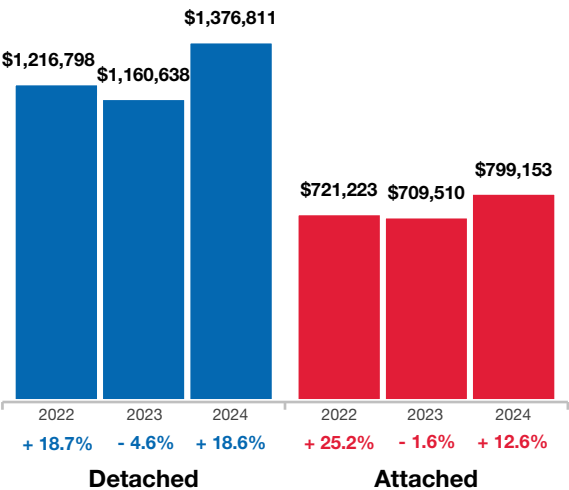 $1,376,811
$1,216,798
$1,160,638
$799,153
$721,223 $709,510
2022 2023 2024 2022 2023 2024
+ 18.7% - 4.6% + 18.6% + 25.2% - 1.6% + 12.6%
Detached Attached